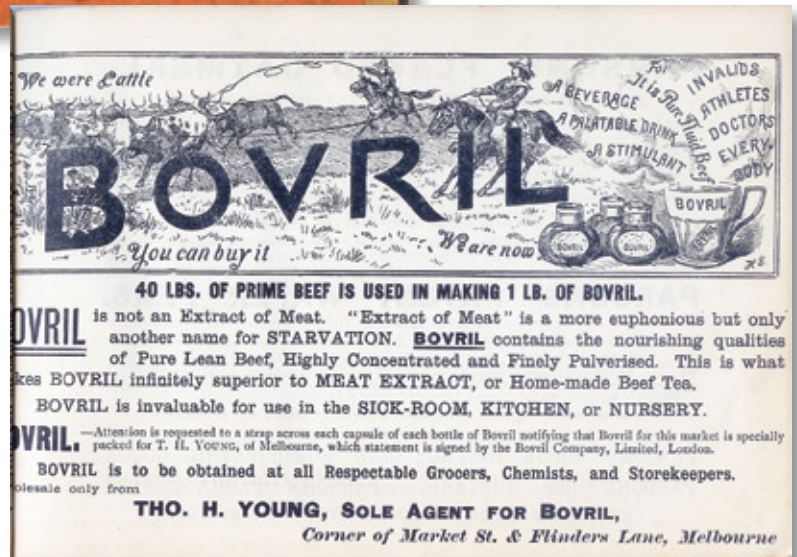 We were Cattle
A BEVERAGE
A PALATABLE DRINK
A STIMULANT
It is Pure Fluid Beef
For
INVALIDS
ATHLETES
DOCTORS
EVERY-
BODY
BOVRIL
You can buy it
We are now
BOVRIL
BOVRIL
BOVRIL
BOVRIL
H.S
40 LBS. OF PRIME BEEF IS USED IN MAKING 1 LB. OF BOVRIL.
OVRIL is not an Extract of Meat. "Extract of Meat" is a more euphonious but only
another name for STARVATION. BOVRIL contains the nourishing qualities
of Pure Lean Beef, Highly Concentrated and Finely Pulverised. This is what
kes BOVRIL infinitely superior to MEAT EXTRACT, or Home-made Beef Tea.
BOVRIL is invaluable for use in the SICK-ROOM, KITCHEN, or NURSERY.
OVRIL. —Attention is requested to a strap across each capsule of each bottle of Bovril notifying that Bovril for this market is specially
packed for T. H. YOUNG, of Melbourne, which statement is signed by the Bovril Company, Limited, London.
BOVRIL is to be obtained at all Respectable Grocers, Chemists, and Storekeepers.
olesale only from
THO. H. YOUNG, SOLE AGENT FOR BOVRIL,
Corner of Market St. & Flinders Lane, Melbourne